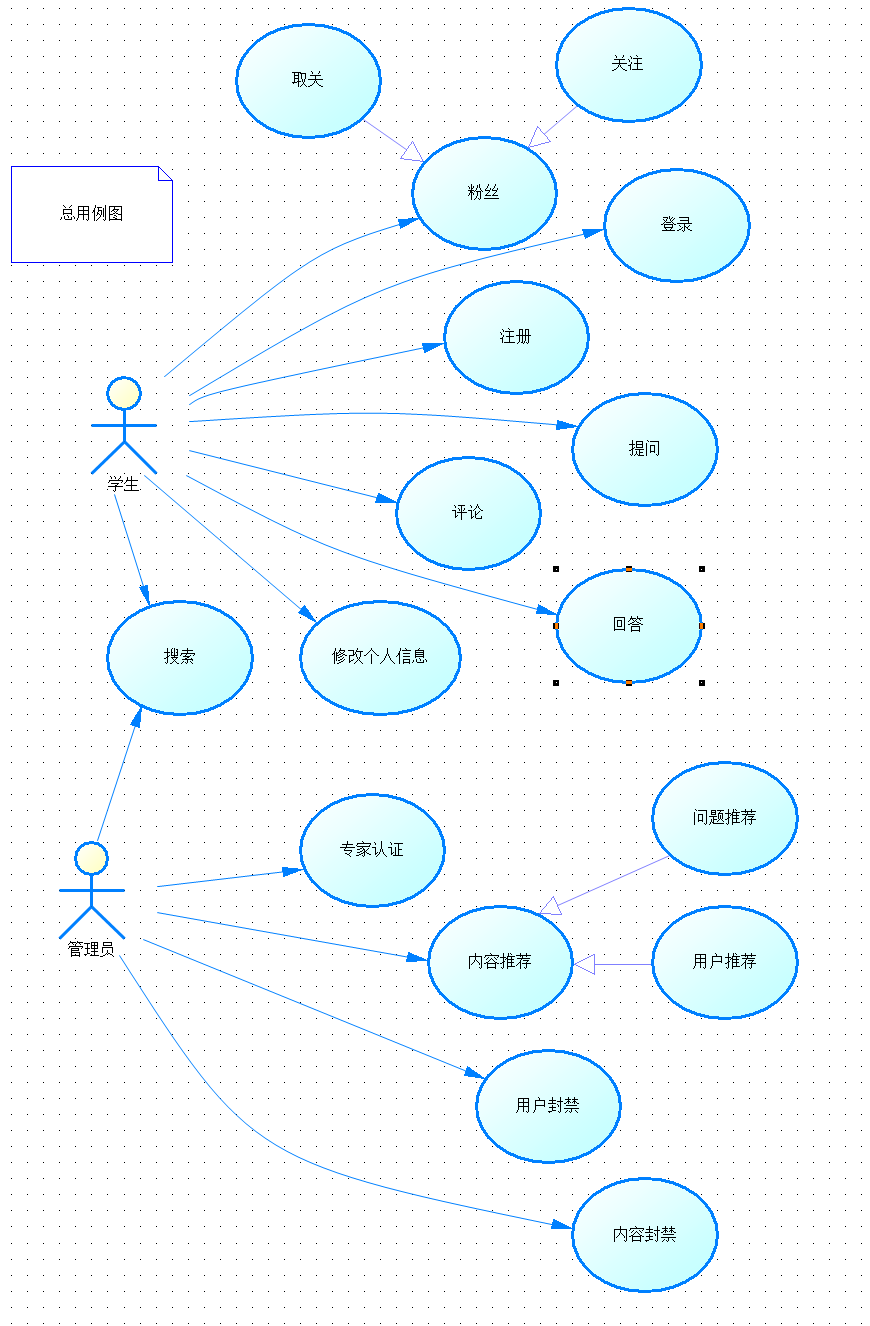 关注
取关
粉丝
总用例图
登录
注册
提问
学生
评论
回答
搜索
修改个人信息
问题推荐
专家认证
管理员
内容推荐
用户推荐
用户封禁
内容封禁